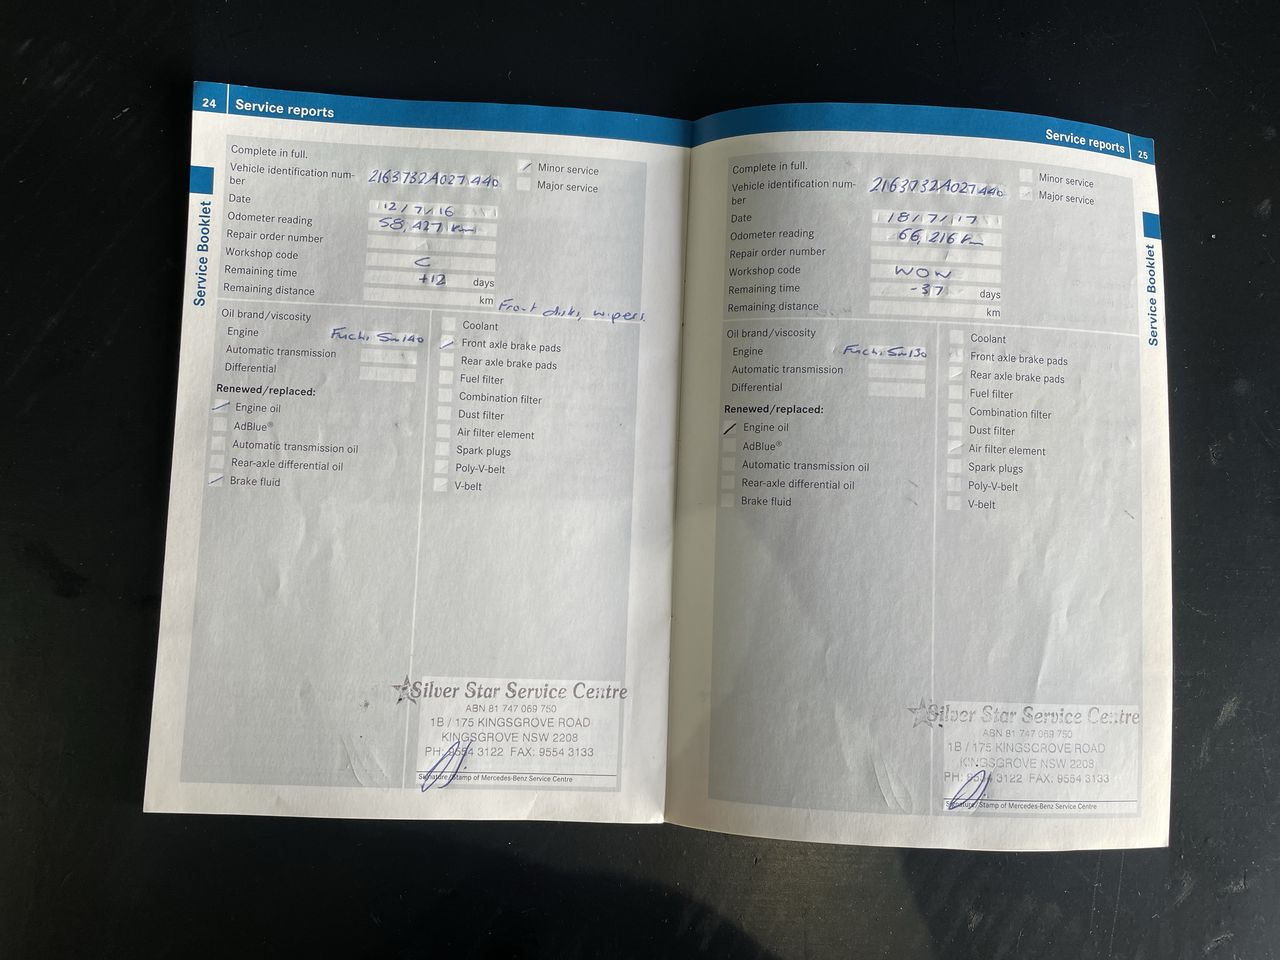 24 Service reports
Service Booklet
Complete in full.
Vehicle identification num-
ber 2163732A027440
Minor service
Major service
Date 12/7/16
Odometer reading 58,427 km
Repair order number
Workshop code C
Remaining time +12 days
Remaining distance km
Front disks, wipers.
Oil brand/viscosity
Engine Fuchs 5w/40
Automatic transmission
Differential
Renewed/replaced:
Engine oil
AdBlue®
Automatic transmission oil
Rear-axle differential oil
Brake fluid
Coolant
Front axle brake pads
Rear axle brake pads
Fuel filter
Combination filter
Dust filter
Air filter element
Spark plugs
Poly-V-belt
V-belt
Silver Star Service Centre
ABN 81 747 069 750
1B / 175 KINGSGROVE ROAD
KINGSGROVE NSW 2208
PH: 9554 3122 FAX: 9554 3133
Signature/Stamp of Mercedes-Benz Service Centre
Service reports 25
Service Booklet
Complete in full.
Vehicle identification num-
ber 2163732A027440
Minor service
Major service
Date 18/7/17
Odometer reading 66,216 km
Repair order number
Workshop code WOW
Remaining time -37 days
Remaining distance km
Oil brand/viscosity
Engine Fuchs 5w/30
Automatic transmission
Differential
Renewed/replaced:
Engine oil
AdBlue®
Automatic transmission oil
Rear-axle differential oil
Brake fluid
Coolant
Front axle brake pads
Rear axle brake pads
Fuel filter
Combination filter
Dust filter
Air filter element
Spark plugs
Poly-V-belt
V-belt
Silver Star Service Centre
ABN 81 747 069 750
1B / 175 KINGSGROVE ROAD
KINGSGROVE NSW 2208
PH: 9554 3122 FAX: 9554 3133
Signature/Stamp of Mercedes-Benz Service Centre